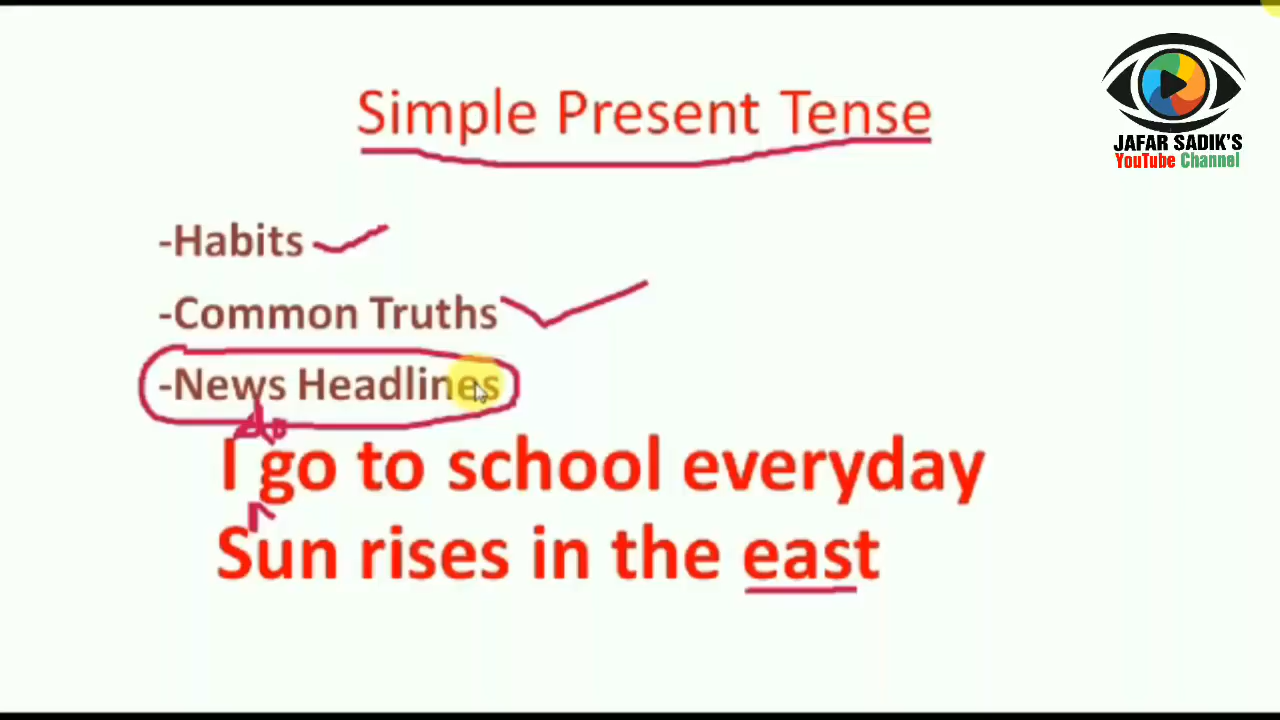 Simple Present Tense
JAFAR SADIK'S
YouTube Channel
-Habits
-Common Truths
-News Headlines
I go to school everyday
Sun rises in the east